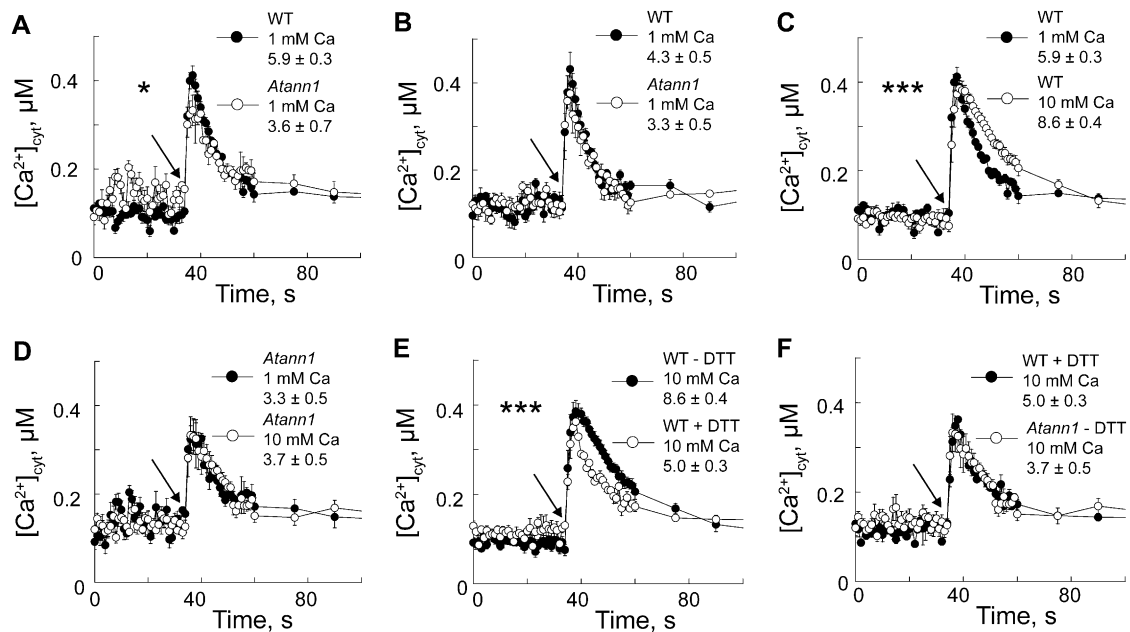 A
WT
1 mM Ca
5.9 ± 0.3
Atann1
1 mM Ca
3.6 ± 0.7
*
[Ca2+]cyt, µM
0.4
0.2
0
0 40 80
Time, s
B
WT
1 mM Ca
4.3 ± 0.5
Atann1
1 mM Ca
3.3 ± 0.5
[Ca2+]cyt, µM
0.4
0.2
0
0 40 80
Time, s
C
WT
1 mM Ca
5.9 ± 0.3
WT
10 mM Ca
8.6 ± 0.4
***
[Ca2+]cyt, µM
0.4
0.2
0
0 40 80
Time, s
D
Atann1
1 mM Ca
3.3 ± 0.5
Atann1
10 mM Ca
3.7 ± 0.5
[Ca2+]cyt, µM
0.4
0.2
0
0 40 80
Time, s
E
WT - DTT
10 mM Ca
8.6 ± 0.4
WT + DTT
10 mM Ca
5.0 ± 0.3
***
[Ca2+]cyt, µM
0.4
0.2
0
0 40 80
Time, s
F
WT + DTT
10 mM Ca
5.0 ± 0.3
Atann1 - DTT
10 mM Ca
3.7 ± 0.5
[Ca2+]cyt, µM
0.4
0.2
0
0 40 80
Time, s